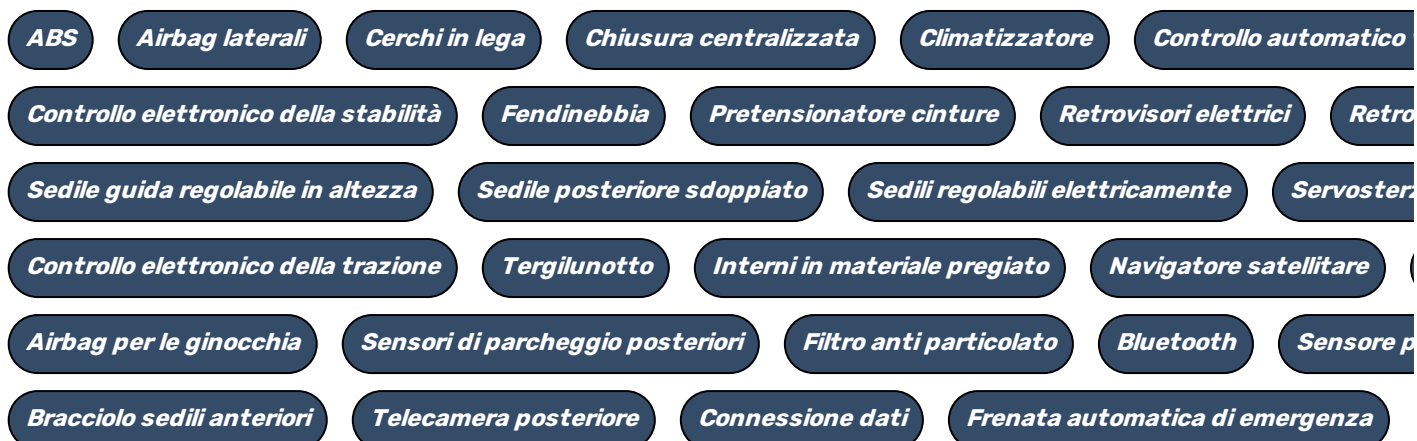 ABS Airbag laterali Cerchi in lega Chiusura centralizzata Climatizzatore Controllo automatico
Controllo elettronico della stabilità Fendinebbia Pretensionatore cinture Retrovisori elettrici
Sedile guida regolabile in altezza Sedile posteriore sdoppiato Sedili regolabili elettricamente
Controllo elettronico della trazione Tergilunotto Interni in materiale pregiato Navigatore satellitare
Airbag per le ginocchia Sensori di parcheggio posteriori Filtro anti particolato Bluetooth Sensore
Bracciolo sedili anteriori Telecamera posteriore Connessione dati Frenata automatica di emergenza